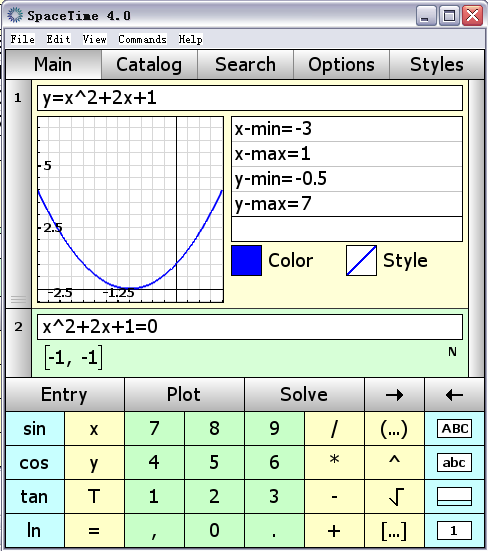 SpaceTime 4.0
File Edit View Commands Help
Main Catalog Search Options Styles
1
y=x^2+2x+1
5
2.5
-2.5 -1.25
x-min=-3
x-max=1
y-min=-0.5
y-max=7
Color Style
2
x^2+2x+1=0
[-1, -1]
N
Entry Plot Solve → ←
sin x 7 8 9 / (...) ABC
cos y 4 5 6 * ^ abc
tan T 1 2 3 - √
ln = , 0 . + [...] 1